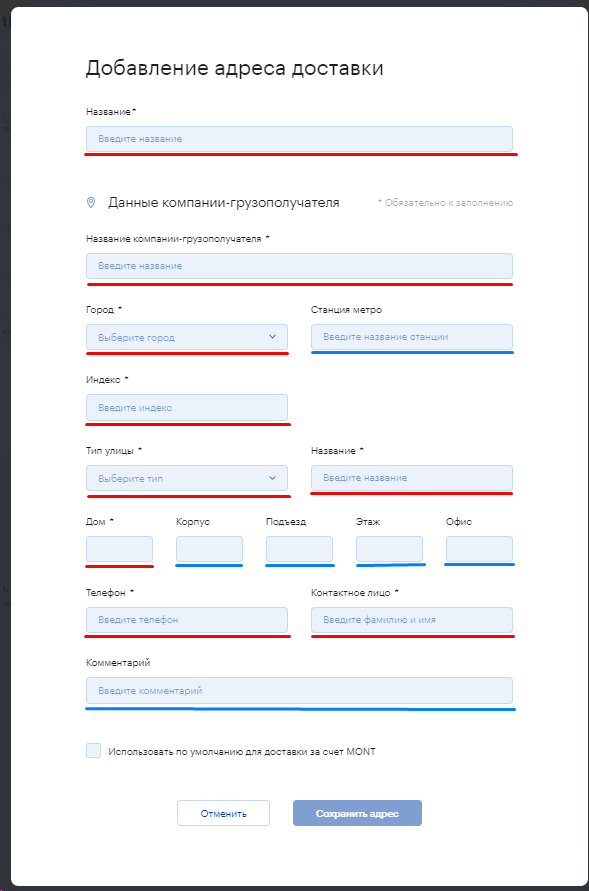 Добавление адреса доставки
Название*
Введите название
Данные компании-грузополучателя * Обязательно к заполнению
Название компании-грузополучателя *
Введите название
Город * Станция метро
Выберите город Введите название станции
Индекс *
Введите индекс
Тип улицы * Название *
Выберите тип Введите название
Дом * Корпус Подъезд Этаж Офис
Телефон * Контактное лицо *
Введите телефон Введите фамилию и имя
Комментарий
Введите комментарий
Использовать по умолчанию для доставки за счет MONT
Отменить Сохранить адрес